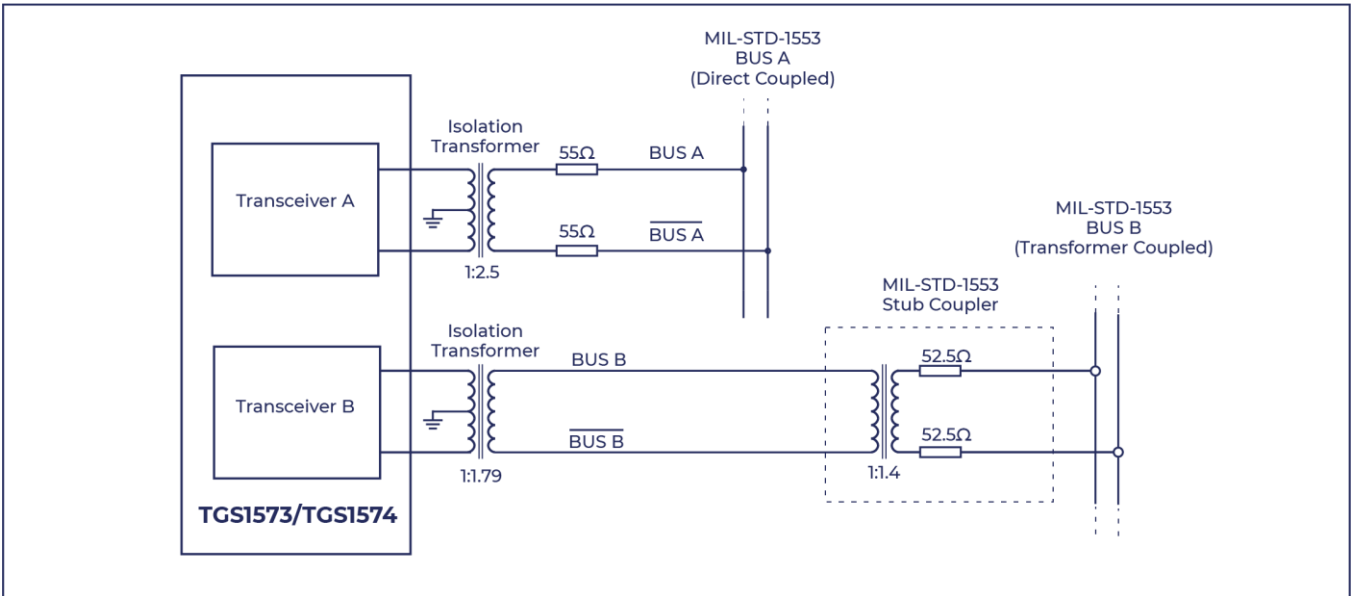 MIL-STD-1553
BUS A
(Direct Coupled)
Isolation
Transformer
55Ω
BUS A
Transceiver A
55Ω
BUS A
1:2.5
MIL-STD-1553
BUS B
(Transformer Coupled)
MIL-STD-1553
Stub Coupler
Isolation
Transformer
BUS B
52.5Ω
Transceiver B
BUS B
52.5Ω
1:1.79
1:1.4
TGS1573/TGS1574